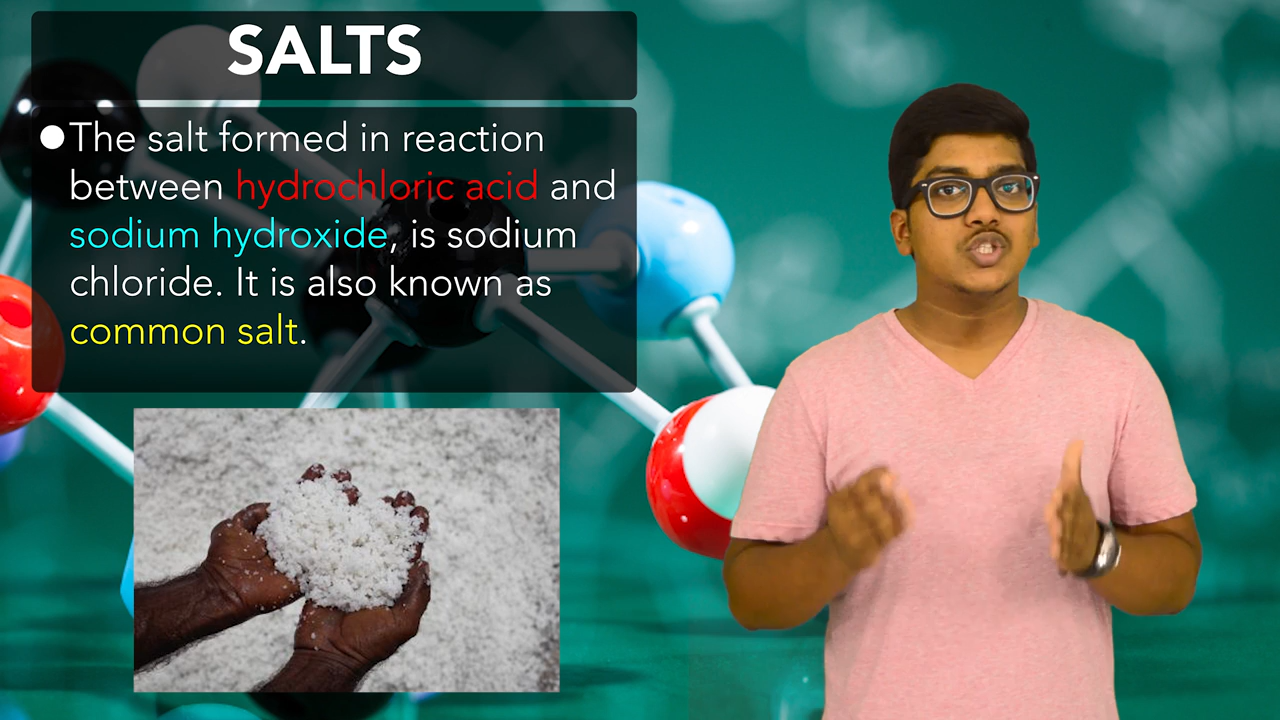 SALTS
The salt formed in reaction
between hydrochloric acid and
sodium hydroxide, is sodium
chloride. It is also known as
common salt.